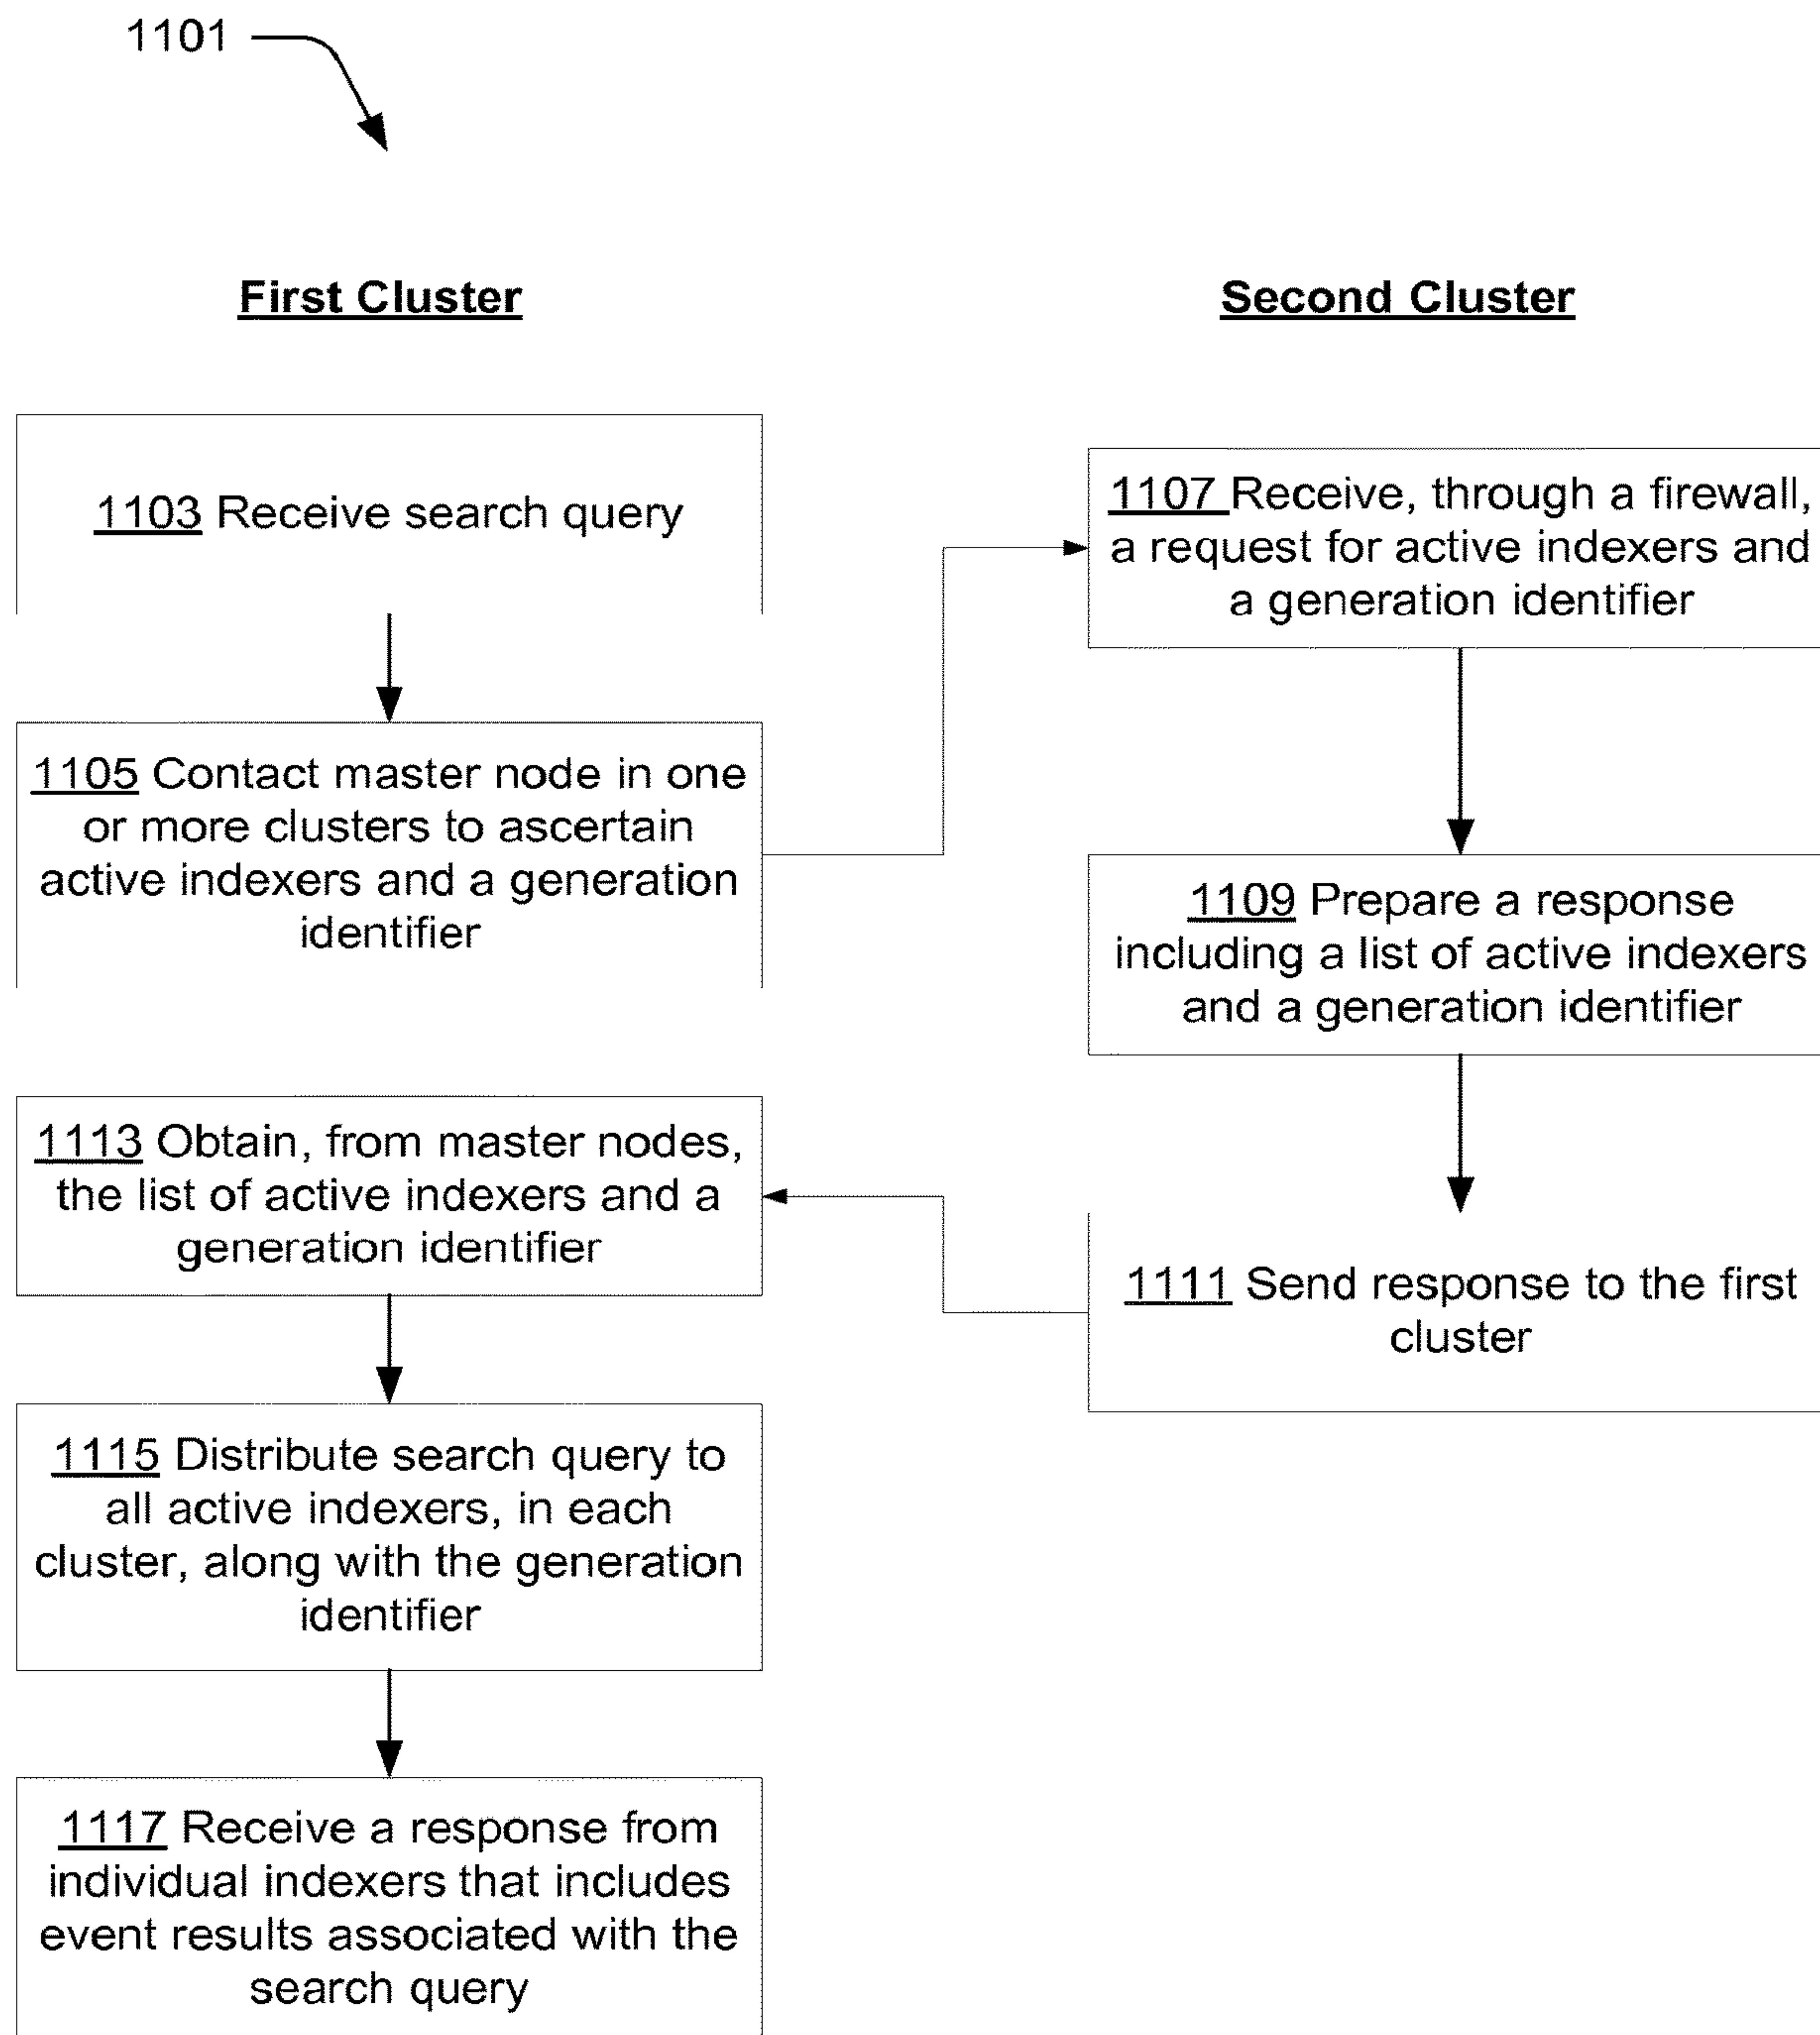 1101
First Cluster
Second Cluster
1103 Receive search query
1107 Receive, through a firewall,
a request for active indexers and
a generation identifier
1105 Contact master node in one
or more clusters to ascertain
active indexers and a generation
identifier
1109 Prepare a response
including a list of active indexers
and a generation identifier
1113 Obtain, from master nodes,
the list of active indexers and a
generation identifier
1111 Send response to the first
cluster
1115 Distribute search query to
all active indexers, in each
cluster, along with the generation
identifier
1117 Receive a response from
individual indexers that includes
event results associated with the
search query